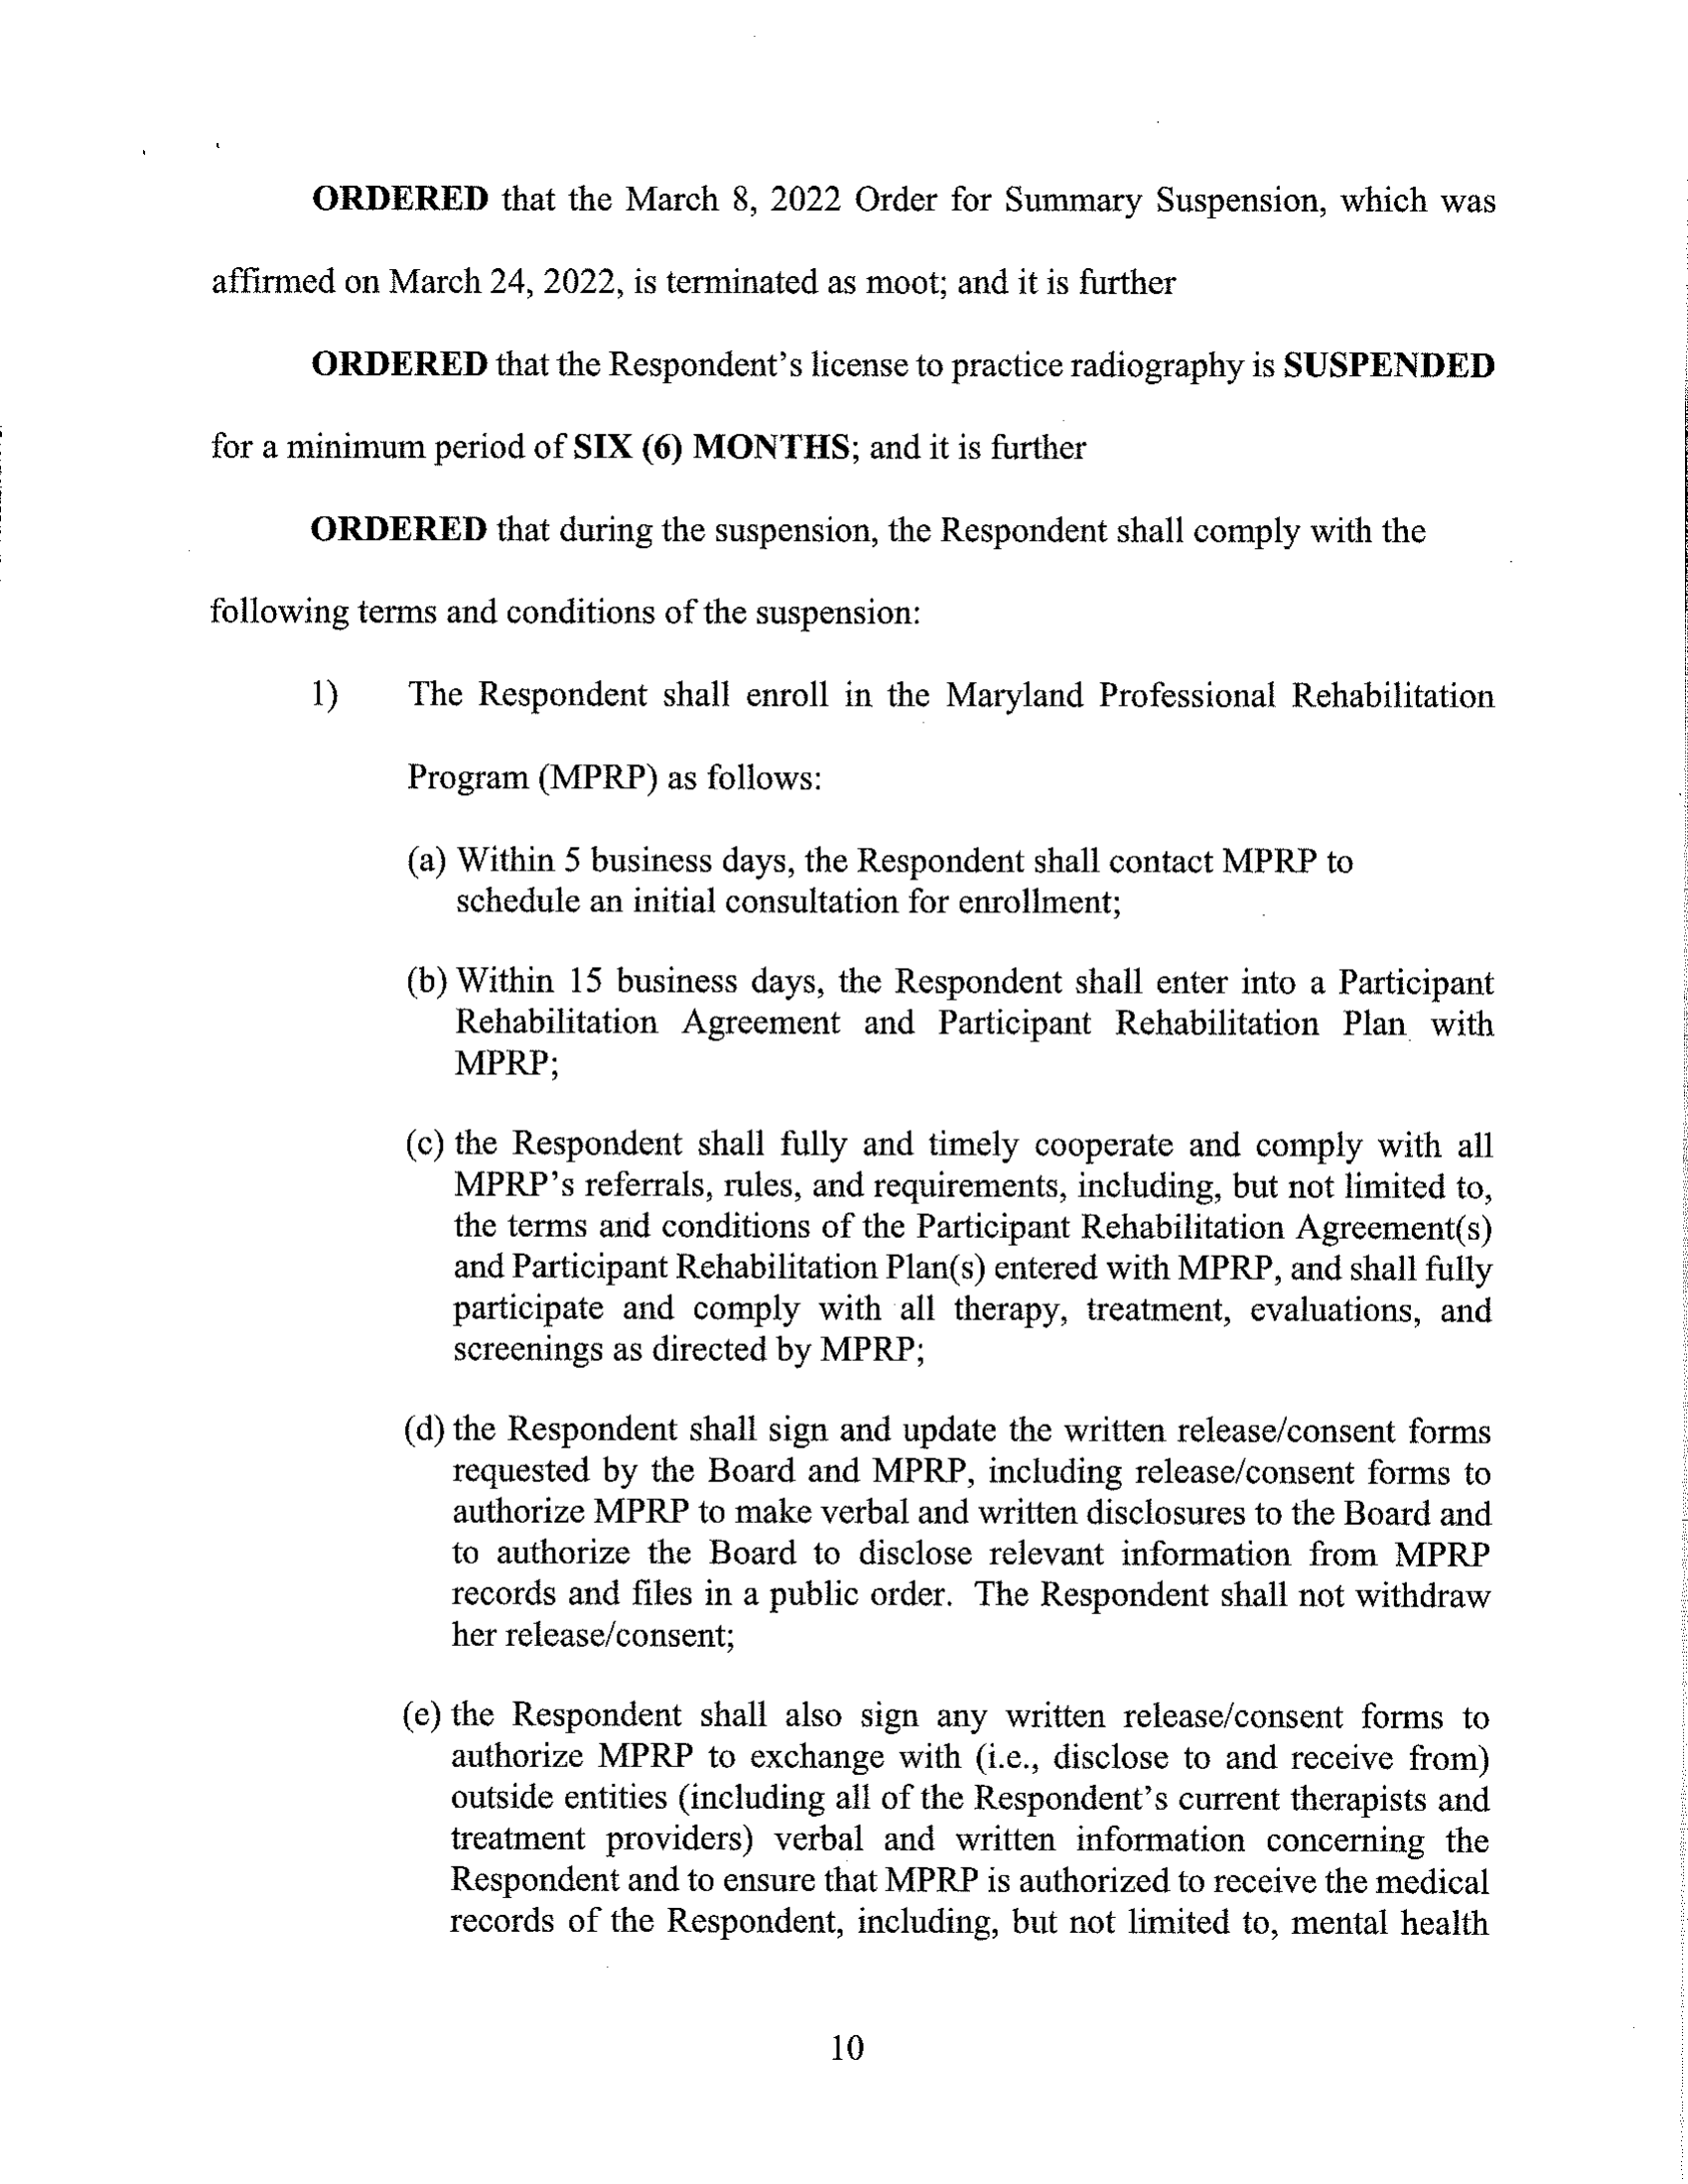 ORDERED that the March 8, 2022 Order for Summary Suspension, which was
affirmed on March 24, 2022, is terminated as moot; and it is further
ORDERED that the Respondent's license to practice radiography is SUSPENDED
for a minimum period of SIX (6) MONTHS; and it is further
ORDERED that during the suspension, the Respondent shall comply with the
following terms and conditions of the suspension:
1) The Respondent shall enroll in the Maryland Professional Rehabilitation
Program (MPRP) as follows:
(a) Within 5 business days, the Respondent shall contact MPRP to
schedule an initial consultation for enrollment;
(b) Within 15 business days, the Respondent shall enter into a Participant
Rehabilitation Agreement and Participant Rehabilitation Plan with
MPRP;
(c) the Respondent shall fully and timely cooperate and comply with all
MPRP's referrals, rules, and requirements, including, but not limited to,
the terms and conditions of the Participant Rehabilitation Agreement(s)
and Participant Rehabilitation Plan(s) entered with MPRP, and shall fully
participate and comply with all therapy, treatment, evaluations, and
screenings as directed by MPRP;
(d) the Respondent shall sign and update the written release/consent forms
requested by the Board and MPRP, including release/consent forms to
authorize MPRP to make verbal and written disclosures to the Board and
to authorize the Board to disclose relevant information from MPRP
records and files in a public order. The Respondent shall not withdraw
her release/consent;
(e) the Respondent shall also sign any written release/consent forms to
authorize MPRP to exchange with (i.e., disclose to and receive from)
outside entities (including all of the Respondent's current therapists and
treatment providers) verbal and written information concerning the
Respondent and to ensure that MPRP is authorized to receive the medical
records of the Respondent, including, but not limited to, mental health
10